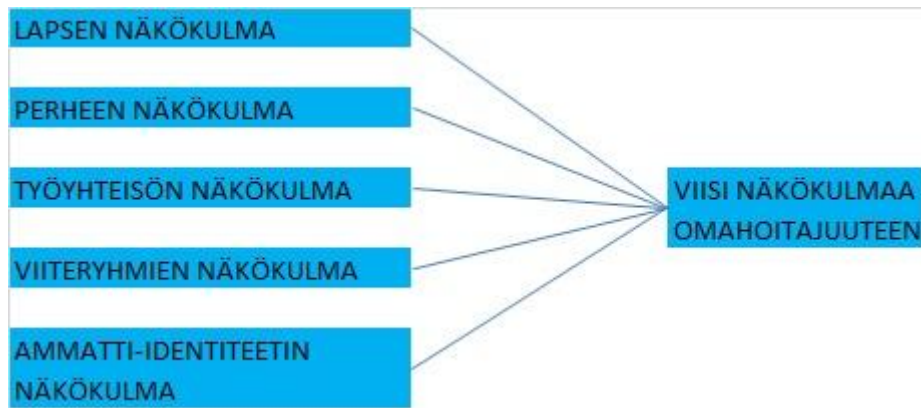 LAPSEN NÄKÖKULMA
PERHEEN NÄKÖKULMA
TYÖYHTEISÖN NÄKÖKULMA
VIITERYHMIEN NÄKÖKULMA
AMMATTI-IDENTITEETIN
NÄKÖKULMA
VIISI NÄKÖKULMAA
OMAHOITAJUUTEEN